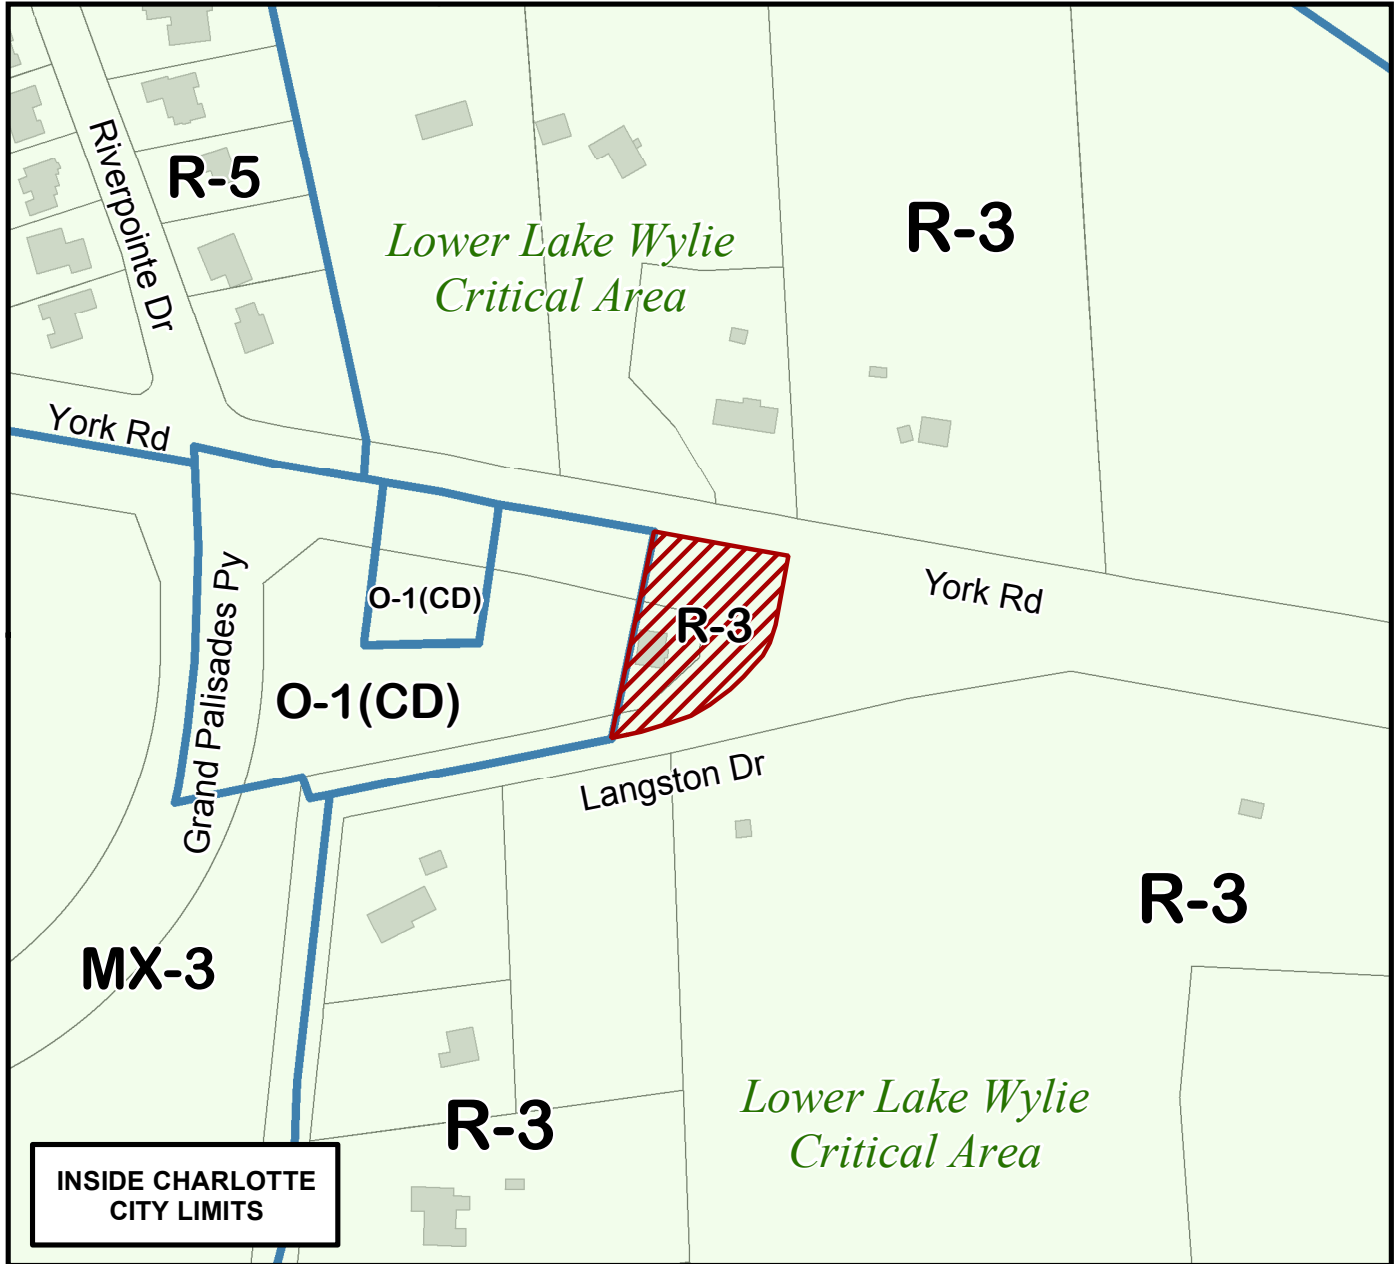 Riverpointe Dr
R-5
R-3
Lower Lake Wylie
Critical Area
York Rd
York Rd
O-1(CD)
R-3
Grand Palisades Py
O-1(CD)
Langston Dr
R-3
MX-3
R-3
Lower Lake Wylie
Critical Area
INSIDE CHARLOTTE
CITY LIMITS